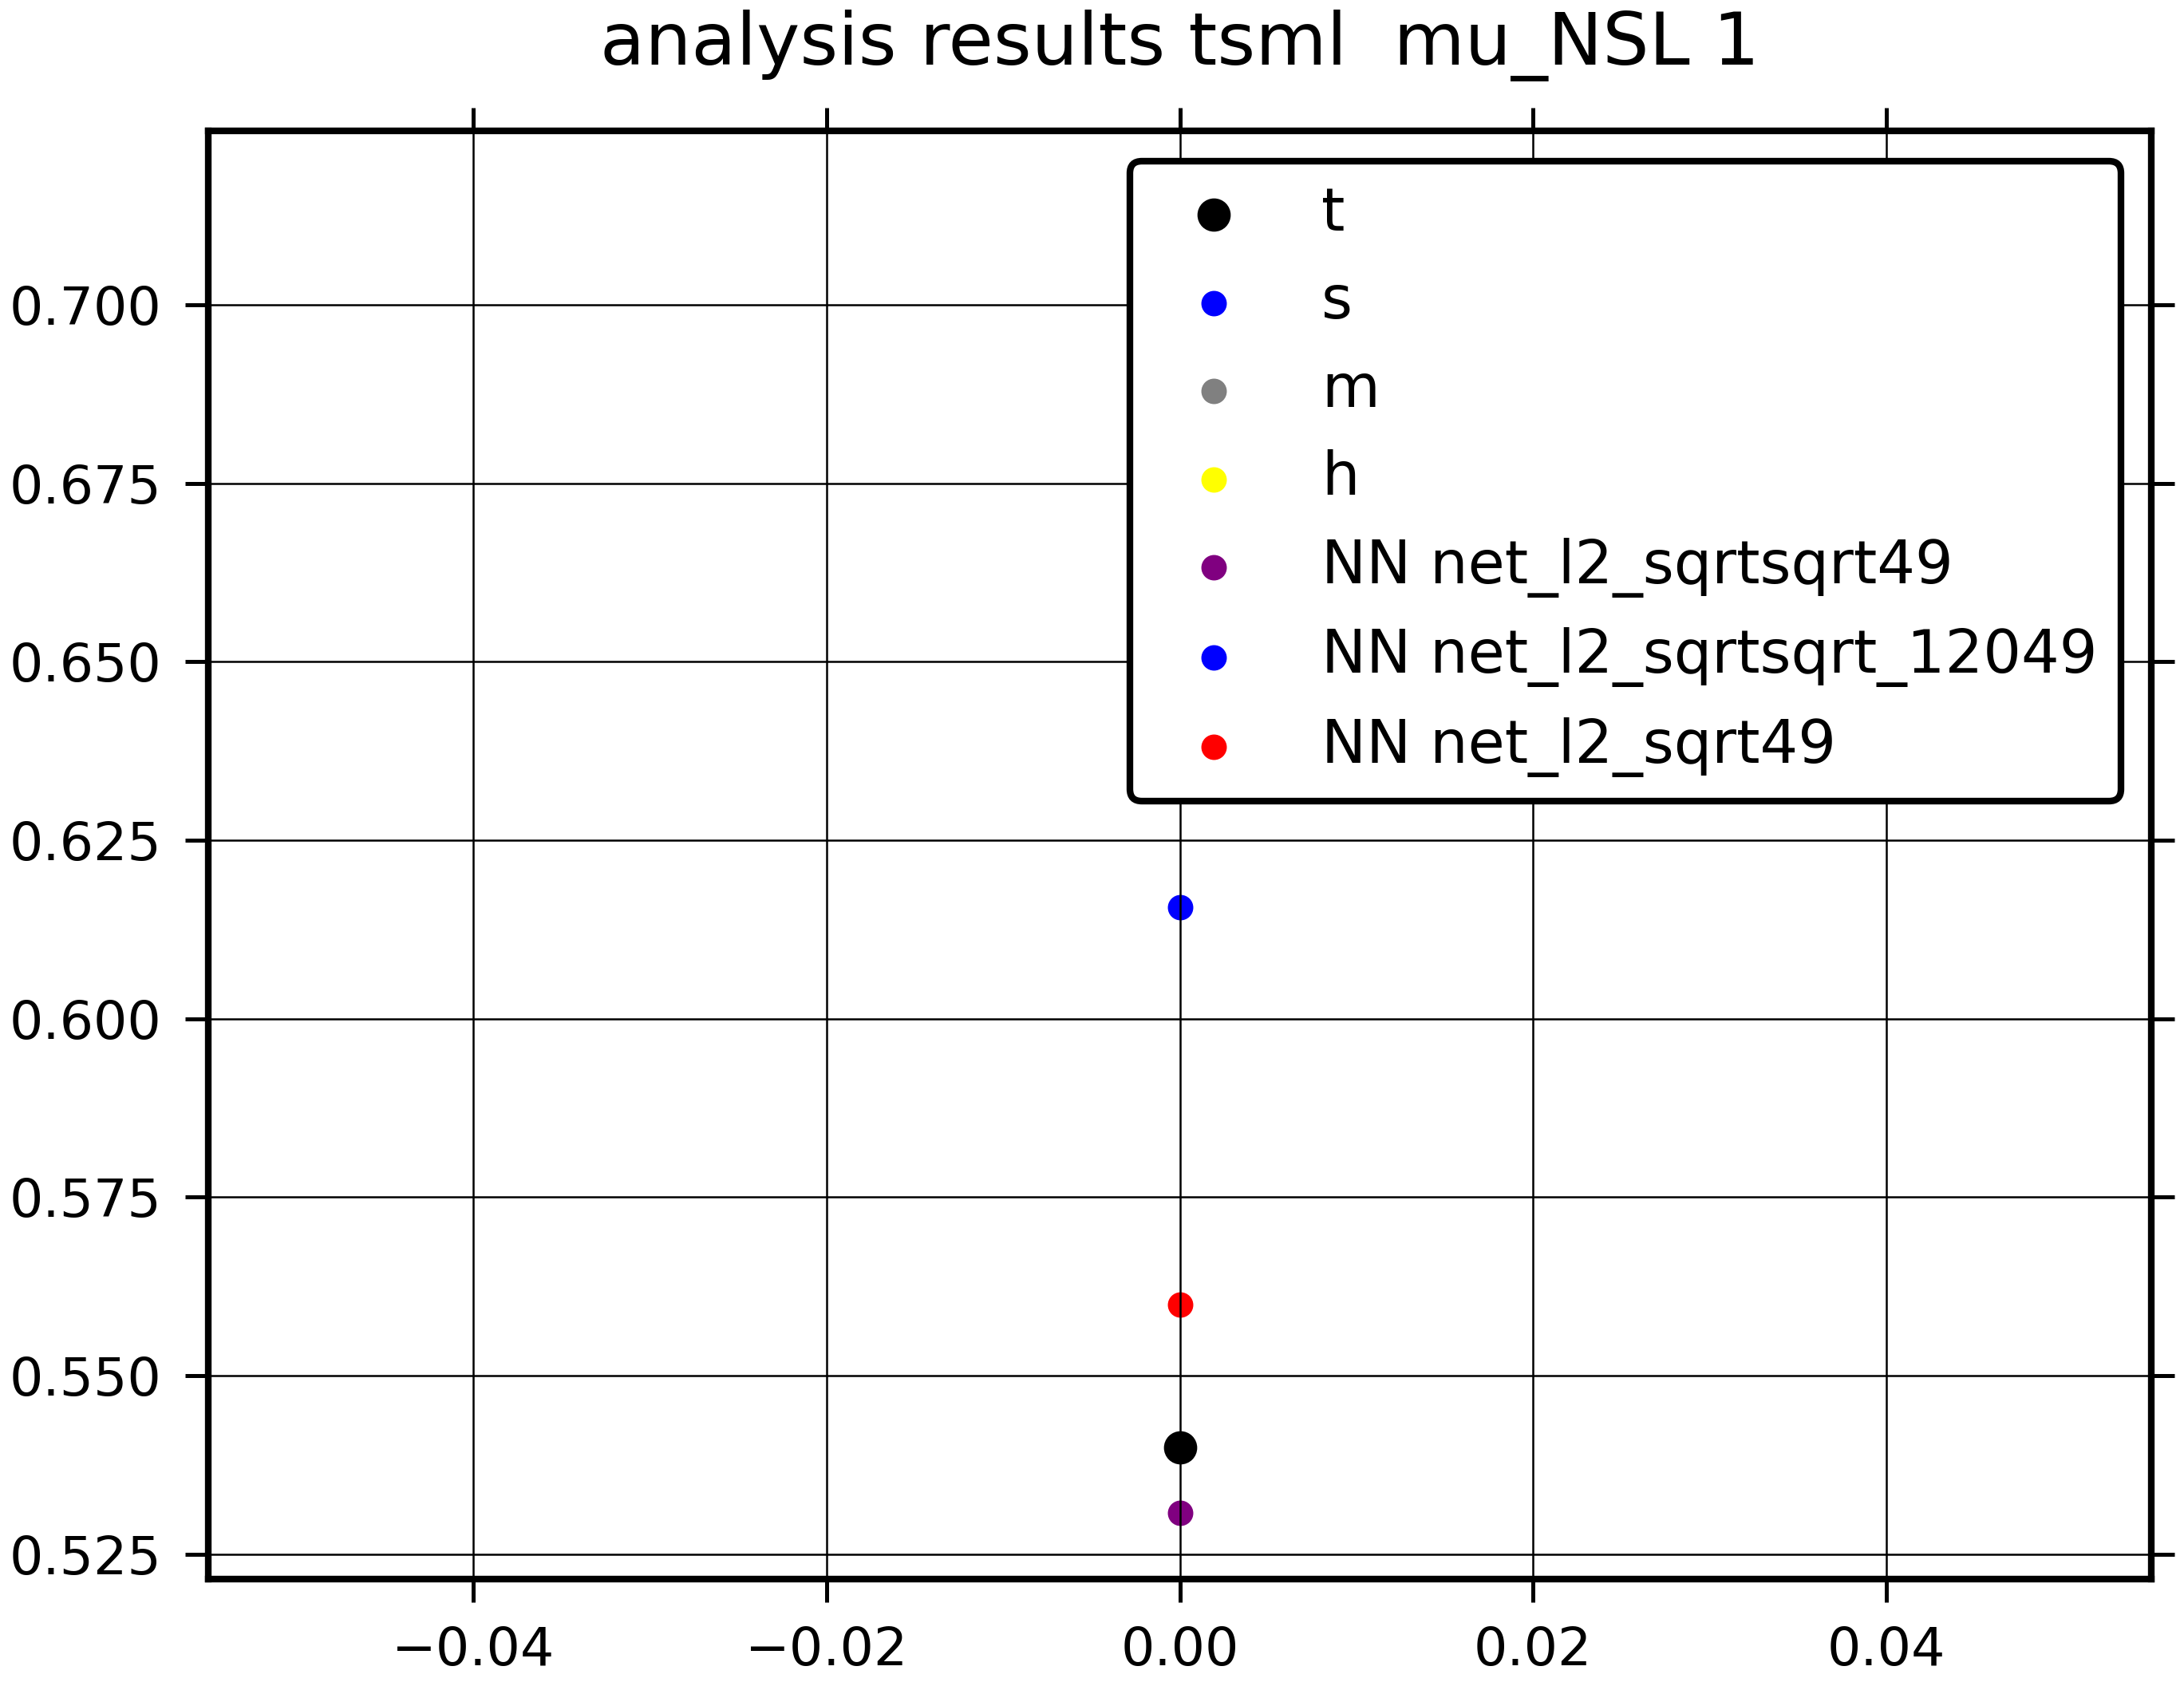 analysis results tsml  mu_NSL 1
t
s
m
h
NN net_l2_sqrtsqrt49
NN net_l2_sqrtsqrt_12049
NN net_l2_sqrt49
0.700
0.675
0.650
0.625
0.600
0.575
0.550
0.525
−0.04 −0.02 0.00 0.02 0.04